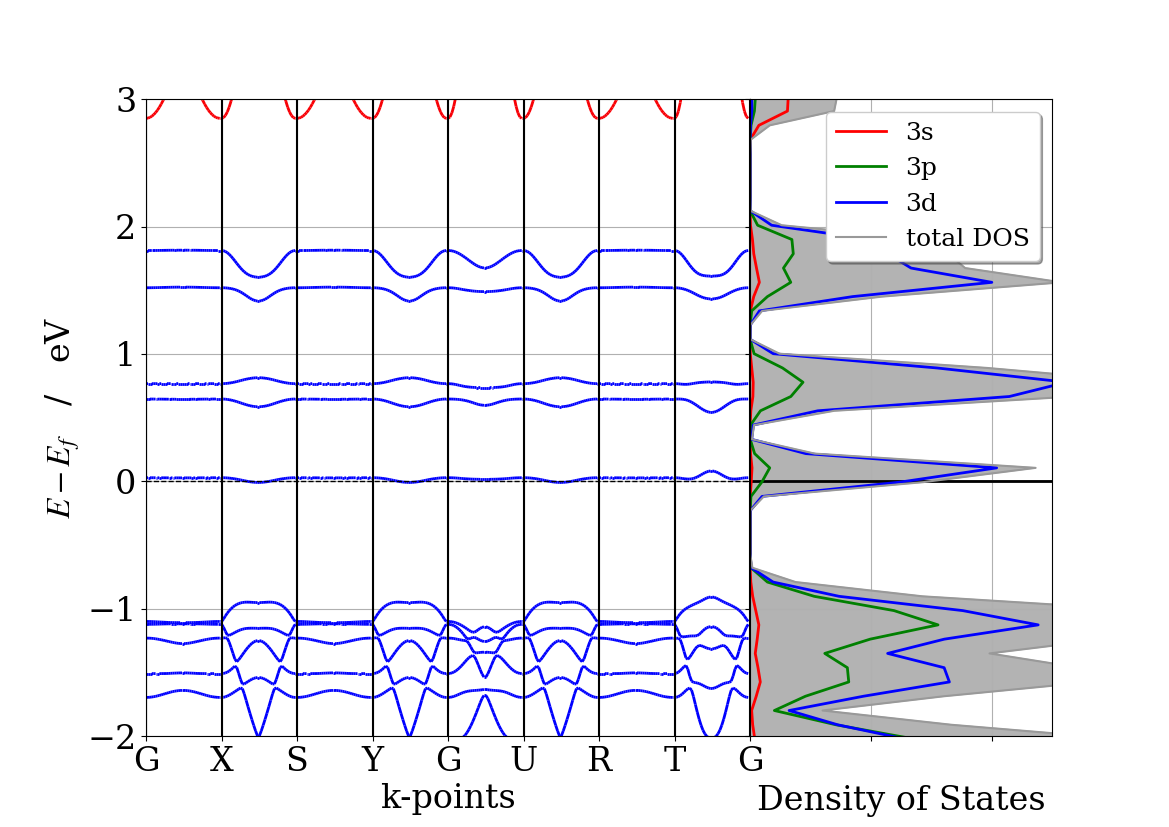 3
2
1
0
−1
−2
E − E_f / eV
G X S Y G U R T G
k-points
Density of States
3s
3p
3d
total DOS